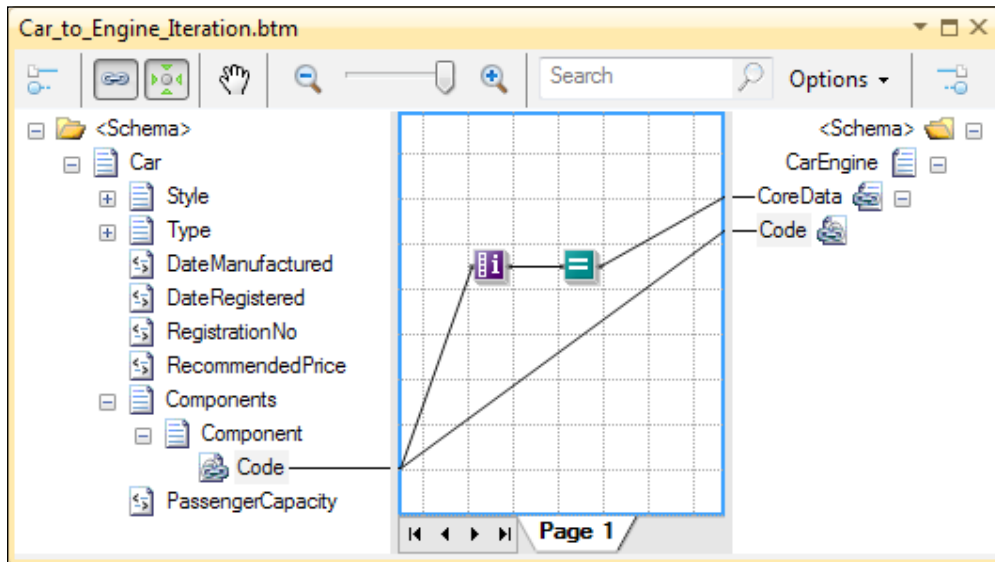 Car_to_Engine_Iteration.btm
Search
Options
<Schema>
Car
Style
Type
DateManufactured
DateRegistered
RegistrationNo
RecommendedPrice
Components
Component
Code
PassengerCapacity
<Schema>
CarEngine
CoreData
Code
Page 1